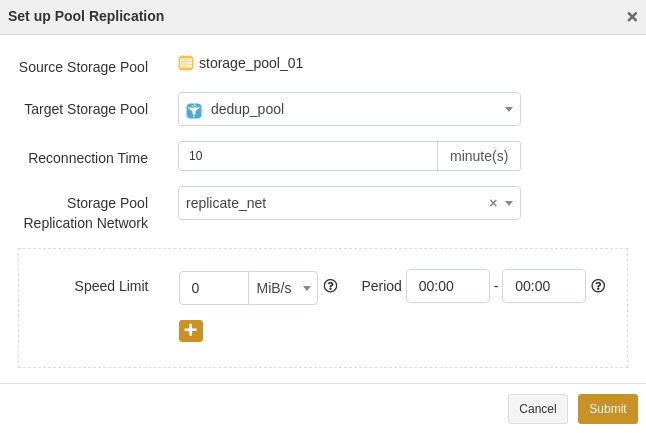 Set up Pool Replication ×
Source Storage Pool storage_pool_01
Target Storage Pool dedup_pool
Reconnection Time 10 minute(s)
Storage Pool
Replication Network replicate_net ×
Speed Limit 0 MiB/s ? Period 00:00 - 00:00 ?
+
Cancel Submit